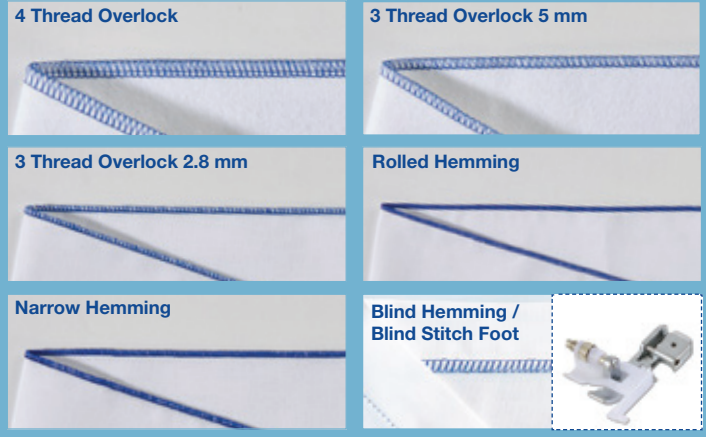 4 Thread Overlock
3 Thread Overlock 5 mm
3 Thread Overlock 2.8 mm
Rolled Hemming
Narrow Hemming
Blind Hemming /
Blind Stitch Foot